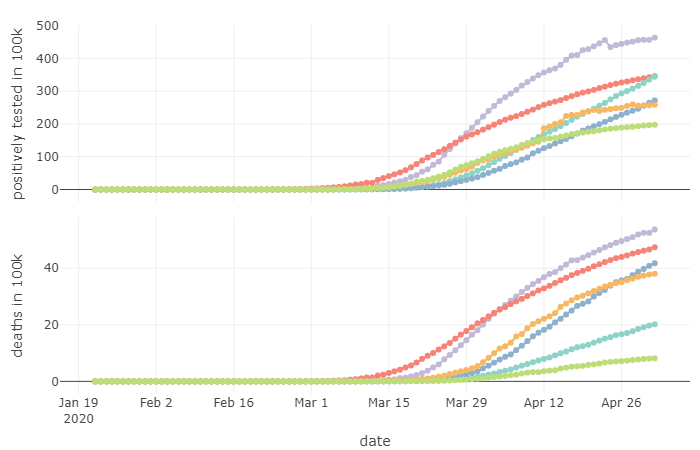 positively tested in 100k
500
400
300
200
100
0
deaths in 100k
40
20
0
Jan 19
2020
Feb 2
Feb 16
Mar 1
Mar 15
Mar 29
Apr 12
Apr 26
date